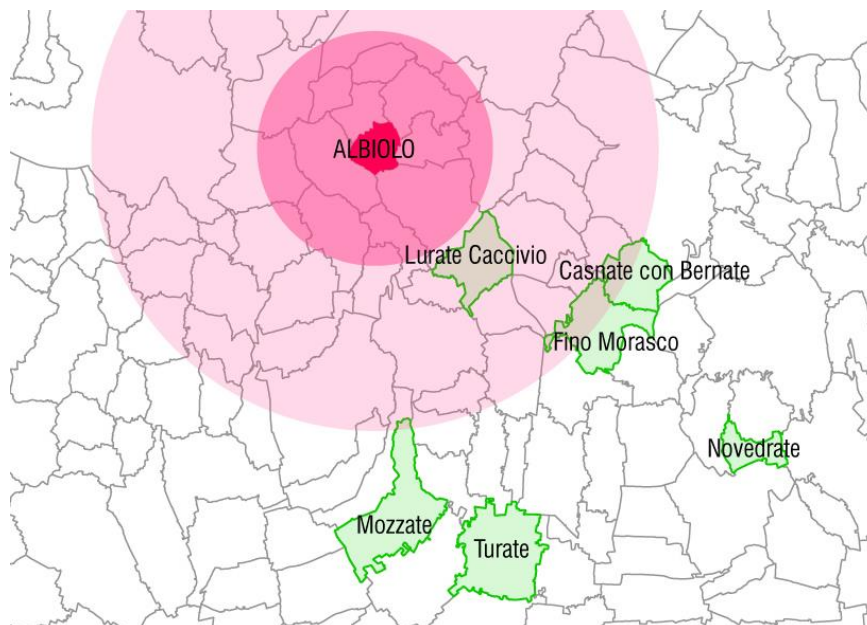 ALBIOLO
Lurate Caccivio
Casnate con Bernate
Fino Morasco
Novedrate
Mozzate
Turate